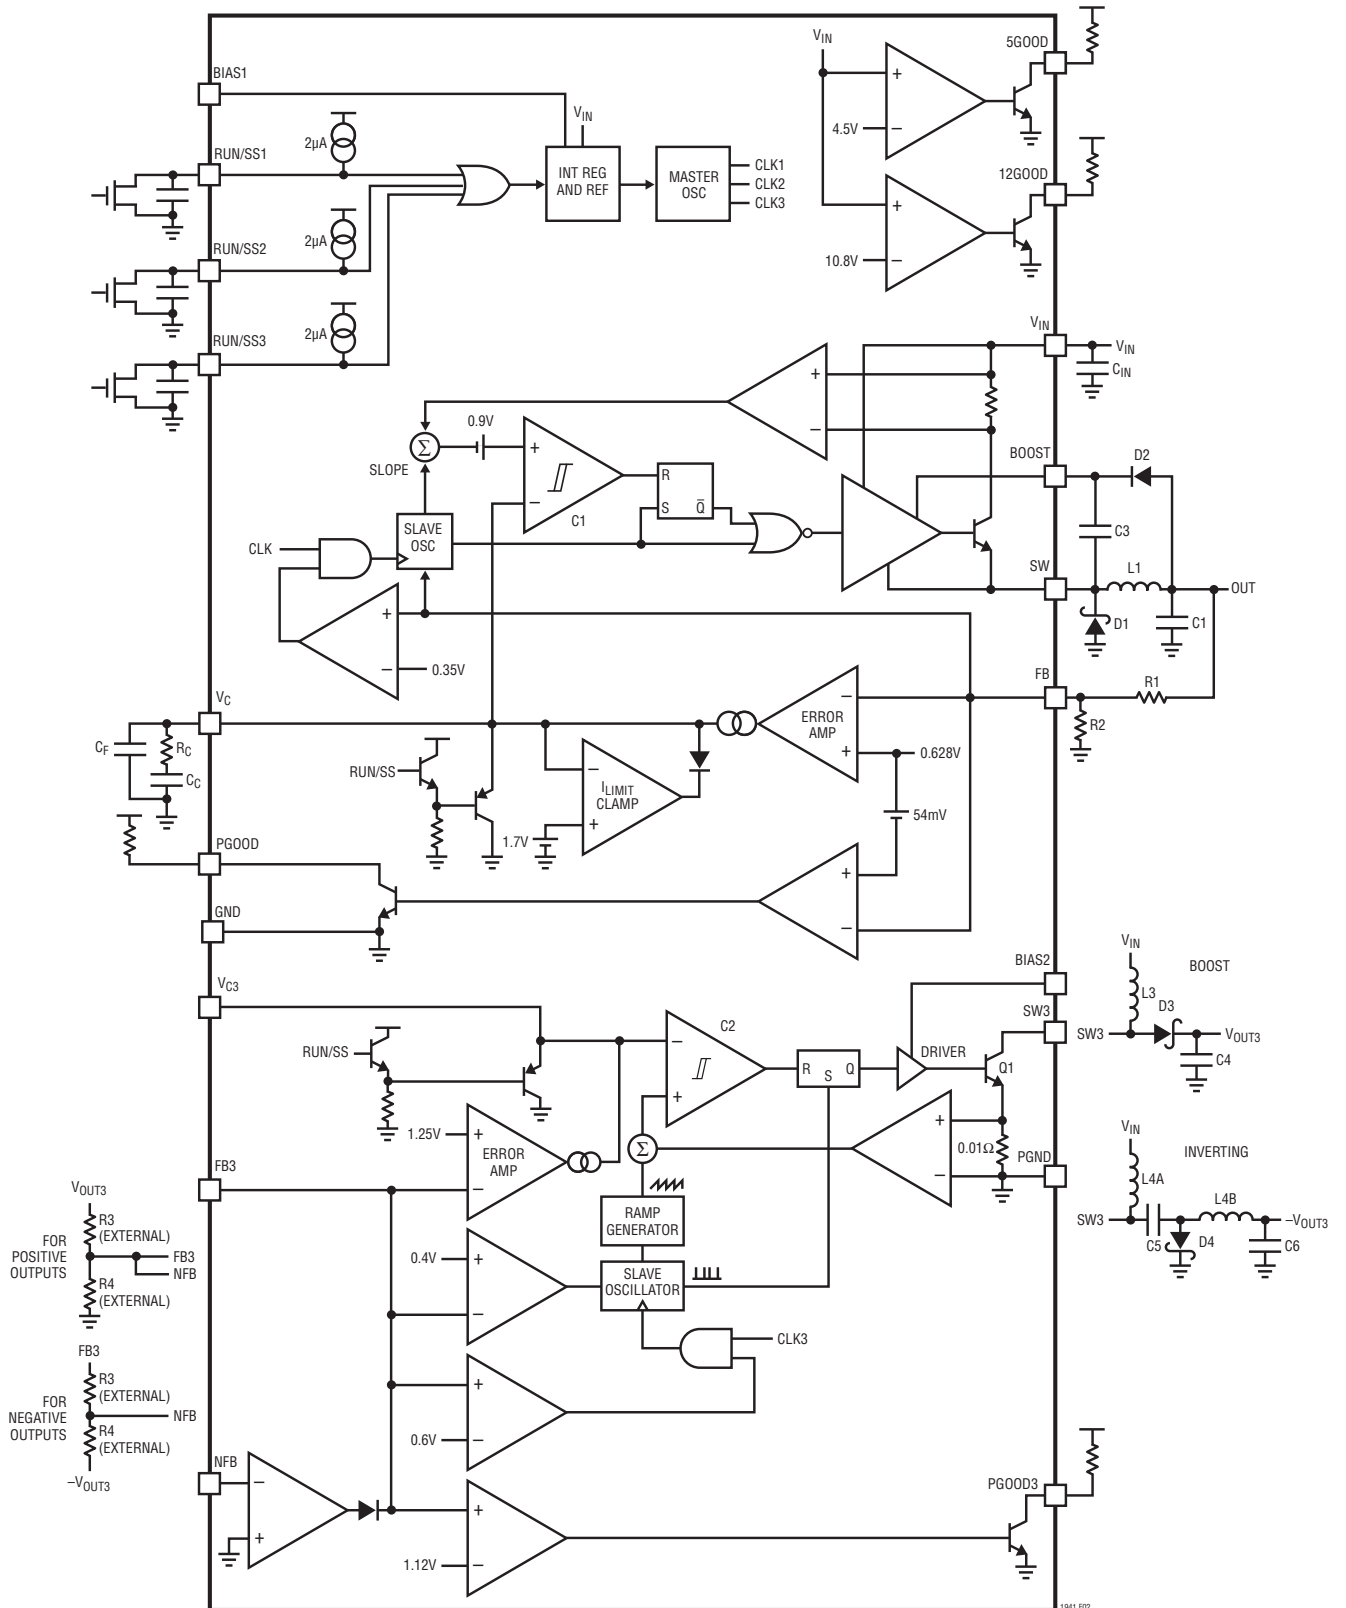 BIAS1
VIN
5GOOD
VIN
4.5V
RUN/SS1
2µA
INT REG
AND REF
MASTER
OSC
CLK1
CLK2
CLK3
12GOOD
RUN/SS2
2µA
10.8V
RUN/SS3
2µA
VIN
VIN
CIN
0.9V
Σ
SLOPE
C1
R
S
Q̅
BOOST
D2
C3
CLK
SLAVE
OSC
SW
L1
OUT
D1
C1
0.35V
FB
R1
R2
VC
CF
RC
CC
ERROR
AMP
0.628V
RUN/SS
ILIMIT
CLAMP
1.7V
54mV
PGOOD
GND
BIAS2
VIN
BOOST
L3
D3
SW3
VOUT3
C4
VC3
SW3
C2
RUN/SS
R
S
Q
DRIVER
Q1
1.25V
ERROR
AMP
Σ
0.01Ω
PGND
VIN
INVERTING
L4A
L4B
SW3
–VOUT3
C5
D4
C6
FB3
VOUT3
R3
(EXTERNAL)
FOR
POSITIVE
OUTPUTS
FB3
NFB
R4
(EXTERNAL)
RAMP
GENERATOR
0.4V
SLAVE
OSCILLATOR
CLK3
FB3
R3
(EXTERNAL)
FOR
NEGATIVE
OUTPUTS
NFB
R4
(EXTERNAL)
–VOUT3
0.6V
NFB
PGOOD3
1.12V
1941 F02